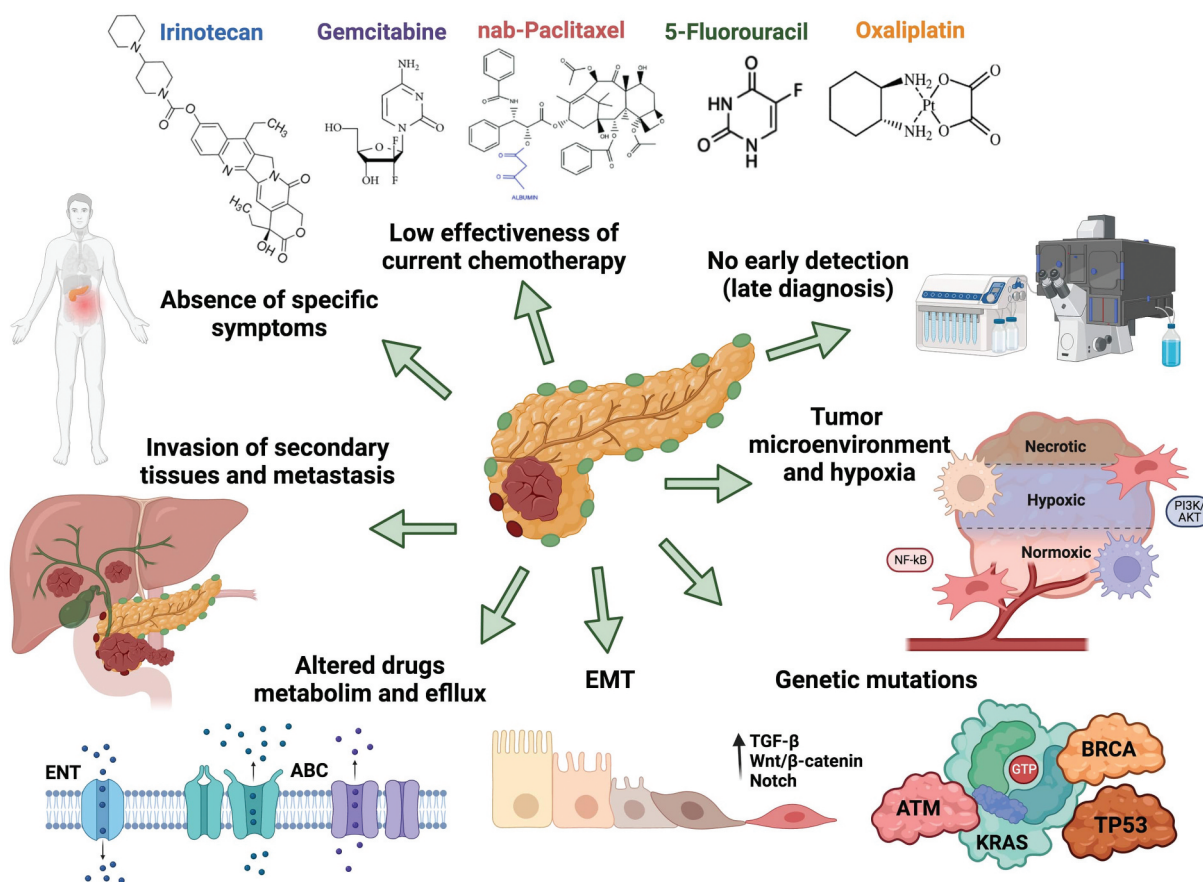 Irinotecan
Gemcitabine
nab-Paclitaxel
5-Fluorouracil
Oxaliplatin
N
N
O
O
CH3
N
N
O
H3C
O
OH
O
NH2
N
N
O
HO
O
F
OH
F
O
NH
O
O
O
O
O
O
O
OH
O
OH
O
O
H
O
O
O
O
ALBUMIN
O
F
HN
O
N
H
NH2
O
O
Pt
NH2
O
O
Low effectiveness of
current chemotherapy
No early detection
(late diagnosis)
Absence of specific
symptoms
Tumor
microenvironment
and hypoxia
Necrotic
Hypoxic
Normoxic
PI3K/
AKT
NF-kB
Invasion of secondary
tissues and metastasis
Altered drugs
metabolim and efllux
ENT
ABC
EMT
TGF-β
Wnt/β-catenin
Notch
Genetic mutations
GTP
BRCA
ATM
KRAS
TP53